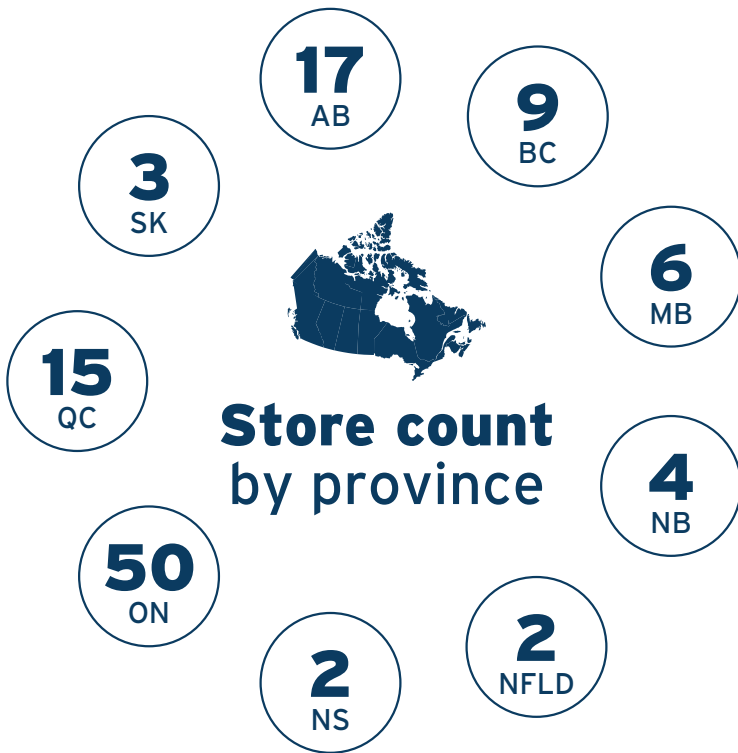 17
AB
9
BC
3
SK
6
MB
15
QC
Store count
by province
4
NB
50
ON
2
NFLD
2
NS